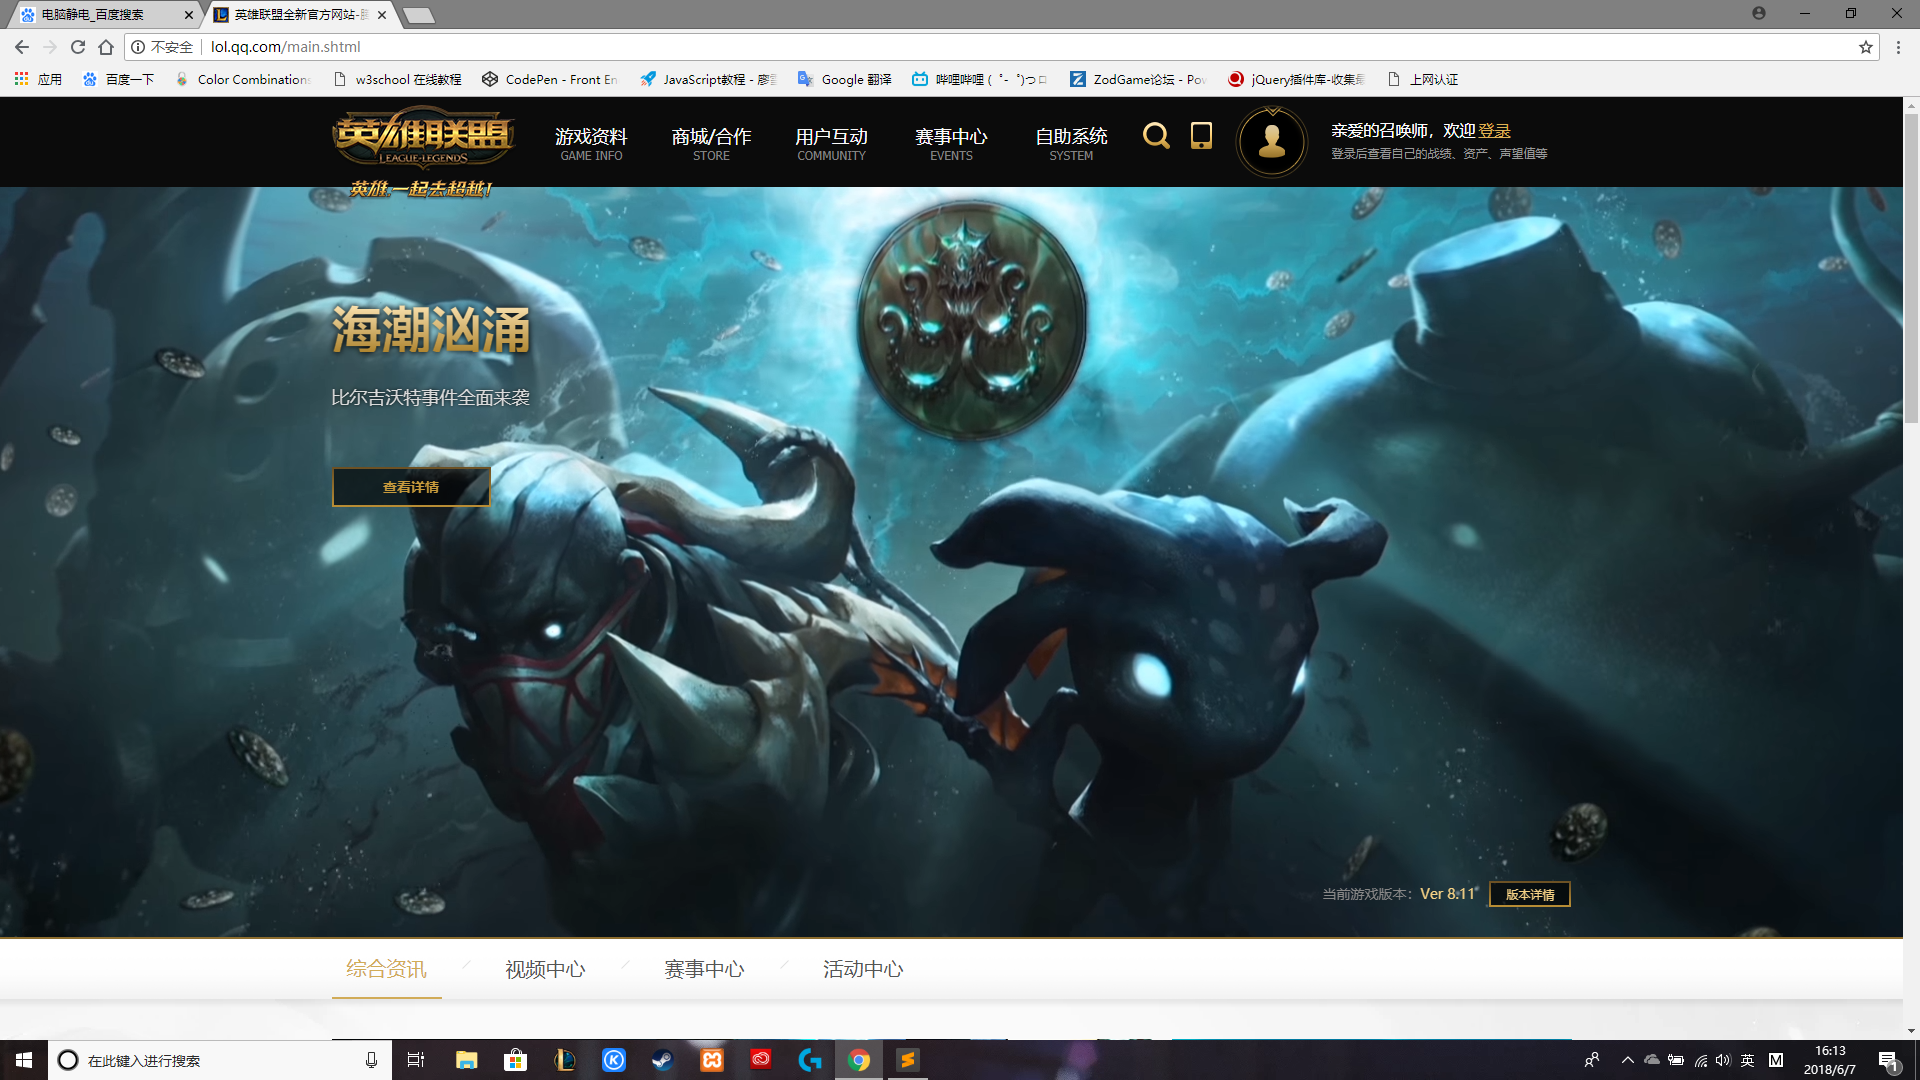 电脑静电_百度搜索
英雄联盟全新官方网站-腾
不安全 lol.qq.com/main.shtml
应用 百度一下 Color Combinations w3school 在线教程 CodePen - Front En JavaScript教程 - 廖雪 Google 翻译 哔哩哔哩 ( ゜- ゜)つロ ZodGame论坛 - Pow jQuery插件库-收集最 上网认证
英雄联盟
LEAGUE OF LEGENDS
英雄,一起去超越!
游戏资料 商城/合作 用户互动 赛事中心 自助系统
GAME INFO STORE COMMUNITY EVENTS SYSTEM
亲爱的召唤师，欢迎登录
登录后查看自己的战绩、资产、声望值等
海潮汹涌
比尔吉沃特事件全面来袭
查看详情
当前游戏版本： Ver 8.11 版本详情
综合资讯 视频中心 赛事中心 活动中心
在此键入进行搜索
英 M
16:13
2018/6/7
1